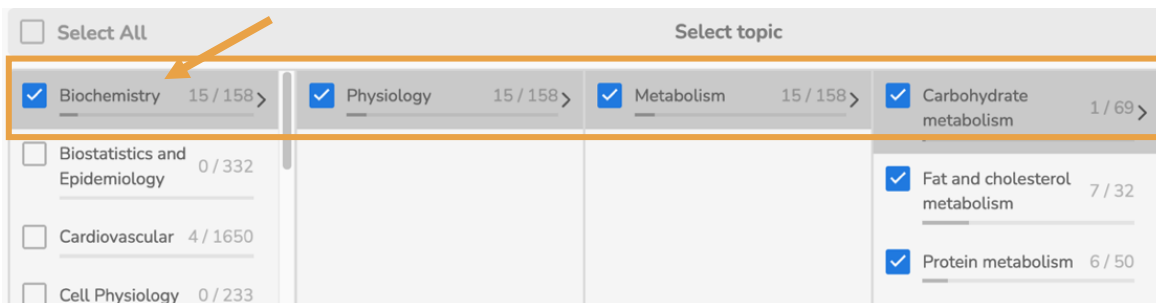 Select All
Select topic
Biochemistry 15 / 158
Physiology 15 / 158
Metabolism 15 / 158
Carbohydrate
metabolism
1 / 69
Biostatistics and
Epidemiology
0 / 332
Fat and cholesterol
metabolism
7 / 32
Cardiovascular 4 / 1650
Protein metabolism 6 / 50
Cell Physiology 0 / 233